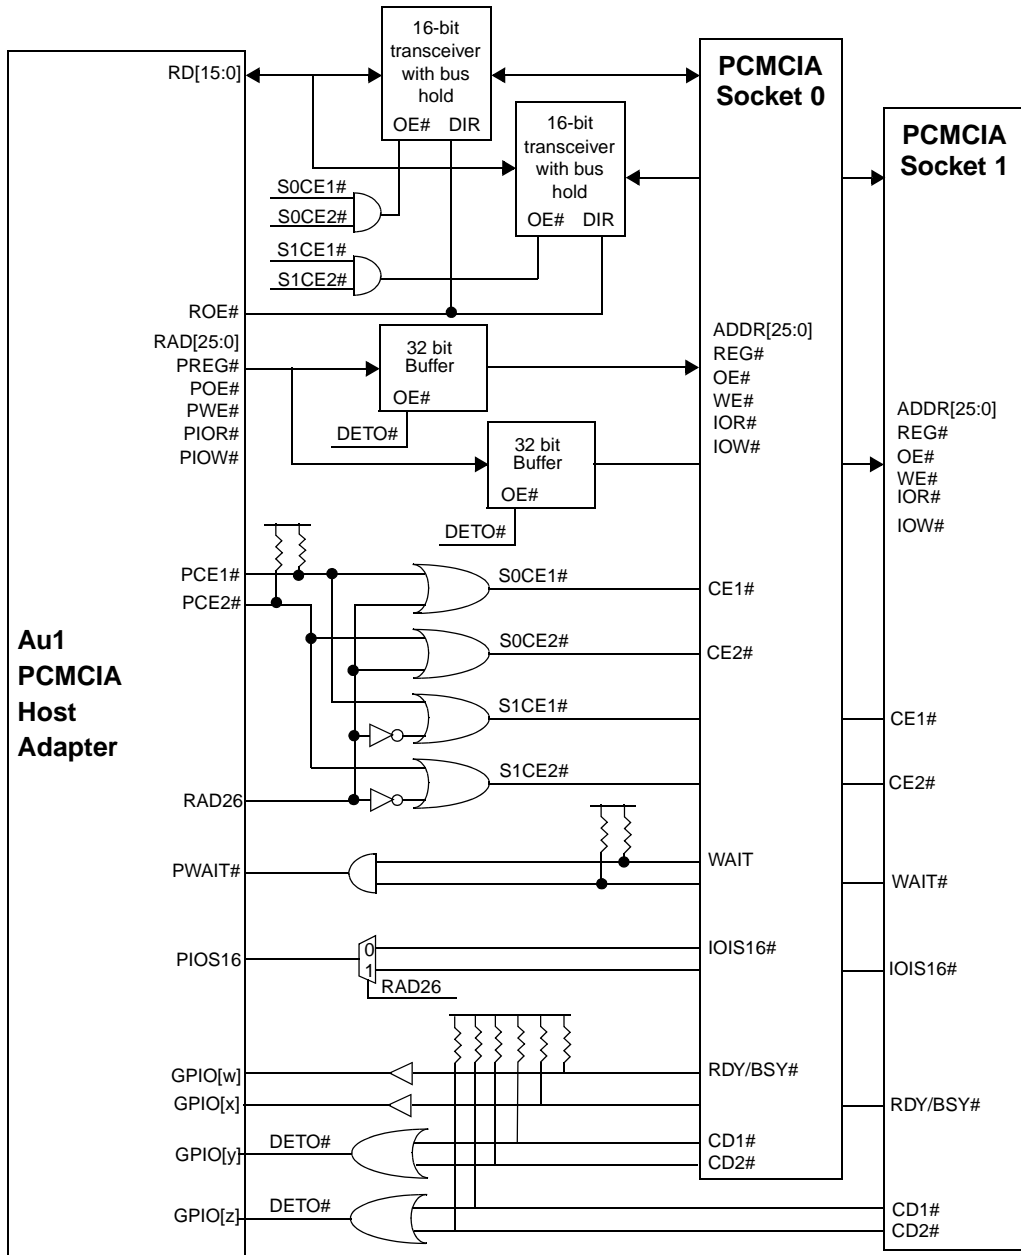 16-bit
transceiver
with bus
hold
OE# DIR
RD[15:0]
PCMCIA
Socket 0
16-bit
transceiver
with bus
hold
OE# DIR
PCMCIA
Socket 1
S0CE1#
S0CE2#
S1CE1#
S1CE2#
ROE#
RAD[25:0]
PREG#
POE#
PWE#
PIOR#
PIOW#
32 bit
Buffer
OE#
DETO#
32 bit
Buffer
OE#
DETO#
ADDR[25:0]
REG#
OE#
WE#
IOR#
IOW#
ADDR[25:0]
REG#
OE#
WE#
IOR#
IOW#
PCE1#
PCE2#
S0CE1#
CE1#
S0CE2#
CE2#
Au1
PCMCIA
Host
Adapter
S1CE1#
CE1#
S1CE2#
CE2#
RAD26
PWAIT#
WAIT
WAIT#
PIOS16
0
1
RAD26
IOIS16#
IOIS16#
GPIO[w]
RDY/BSY#
GPIO[x]
RDY/BSY#
GPIO[y]
DETO#
CD1#
CD2#
GPIO[z]
DETO#
CD1#
CD2#